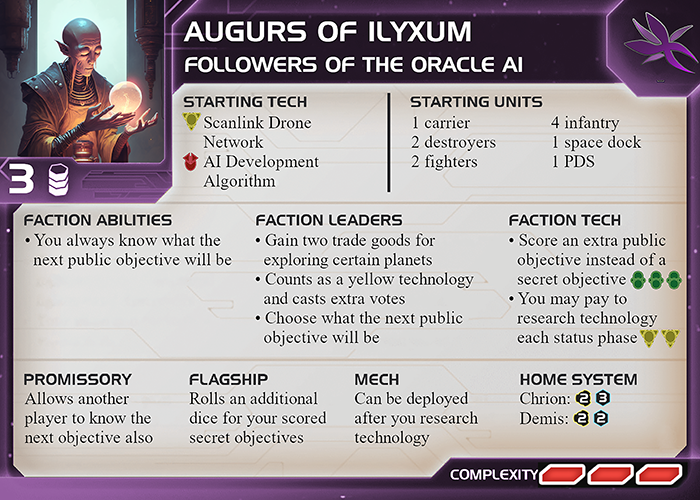 AUGURS OF ILYXUM
FOLLOWERS OF THE ORACLE AI
3
STARTING TECH
Scanlink Drone
Network
AI Development
Algorithm
STARTING UNITS
1 carrier
2 destroyers
2 fighters
4 infantry
1 space dock
1 PDS
FACTION ABILITIES
• You always know what the
next public objective will be
FACTION LEADERS
• Gain two trade goods for
exploring certain planets
• Counts as a yellow technology
and casts extra votes
• Choose what the next public
objective will be
FACTION TECH
• Score an extra public
objective instead of a
secret objective
• You may pay to
research technology
each status phase
PROMISSORY
Allows another
player to know the
next objective also
FLAGSHIP
Rolls an additional
dice for your scored
secret objectives
MECH
Can be deployed
after you research
technology
HOME SYSTEM
Chrion: 2 3
Demis: 2 2
COMPLEXITY